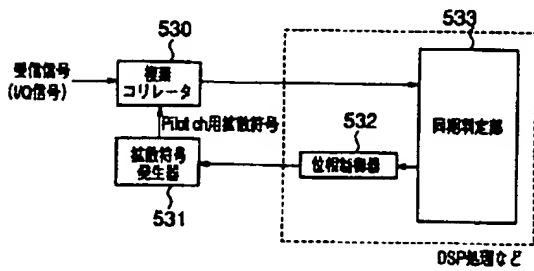 530
533
受信信号
(I/Q信号)
複素
コリレータ
Pilot ch用拡散符号
532
同期判定部
拡散符号
発生器
位相制御器
531
DSP処理など